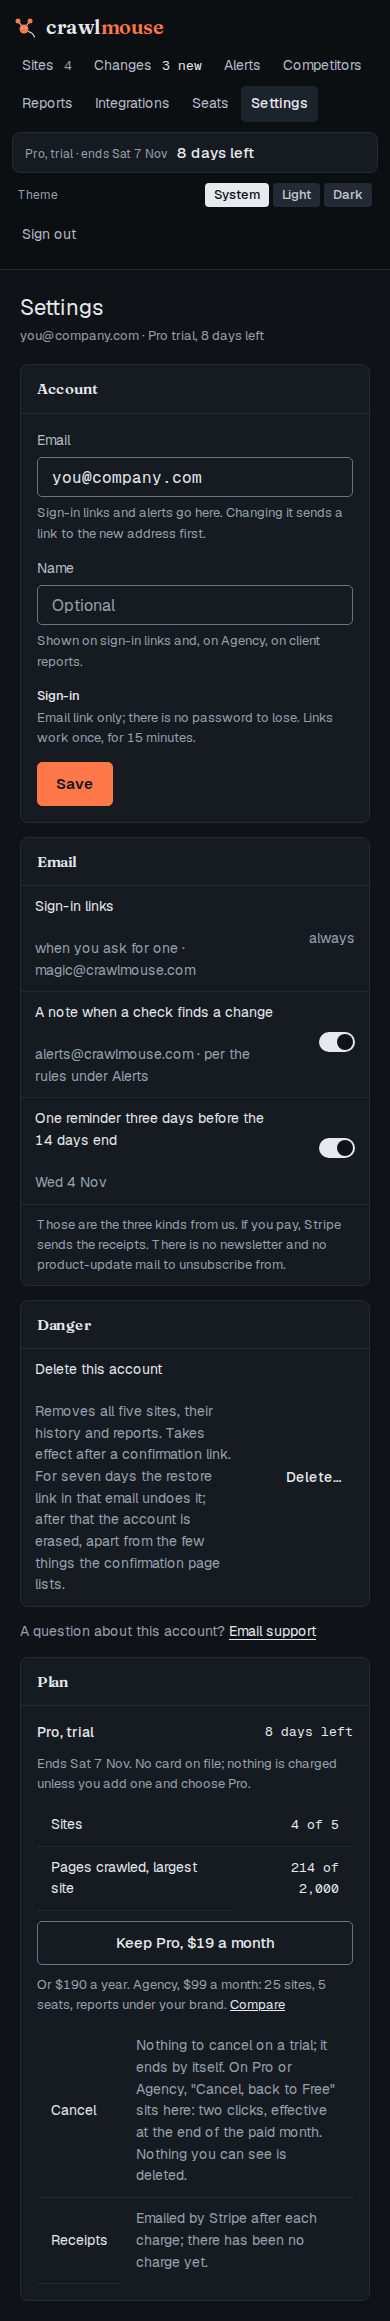 crawlmouse
Sites 4 Changes 3 new Alerts Competitors
Reports Integrations Seats Settings
Pro, trial · ends Sat 7 Nov 8 days left
Theme System Light Dark
Sign out
Settings
you@company.com · Pro trial, 8 days left
Account
Email
you@company.com
Sign-in links and alerts go here. Changing it sends a
link to the new address first.
Name
Optional
Shown on sign-in links and, on Agency, on client
reports.
Sign-in
Email link only; there is no password to lose. Links
work once, for 15 minutes.
Save
Email
Sign-in links
always
when you ask for one ·
magic@crawlmouse.com
A note when a check finds a change
alerts@crawlmouse.com · per the
rules under Alerts
One reminder three days before the
14 days end
Wed 4 Nov
Those are the three kinds from us. If you pay, Stripe
sends the receipts. There is no newsletter and no
product-update mail to unsubscribe from.
Danger
Delete this account
Removes all five sites, their
history and reports. Takes
effect after a confirmation link.
For seven days the restore
link in that email undoes it;
after that the account is
erased, apart from the few
things the confirmation page
lists.
Delete…
A question about this account? Email support
Plan
Pro, trial 8 days left
Ends Sat 7 Nov. No card on file; nothing is charged
unless you add one and choose Pro.
Sites 4 of 5
Pages crawled, largest
site
214 of
2,000
Keep Pro, $19 a month
Or $190 a year. Agency, $99 a month: 25 sites, 5
seats, reports under your brand. Compare
Cancel
Nothing to cancel on a trial; it
ends by itself. On Pro or
Agency, "Cancel, back to Free"
sits here: two clicks, effective
at the end of the paid month.
Nothing you can see is
deleted.
Receipts
Emailed by Stripe after each
charge; there has been no
charge yet.